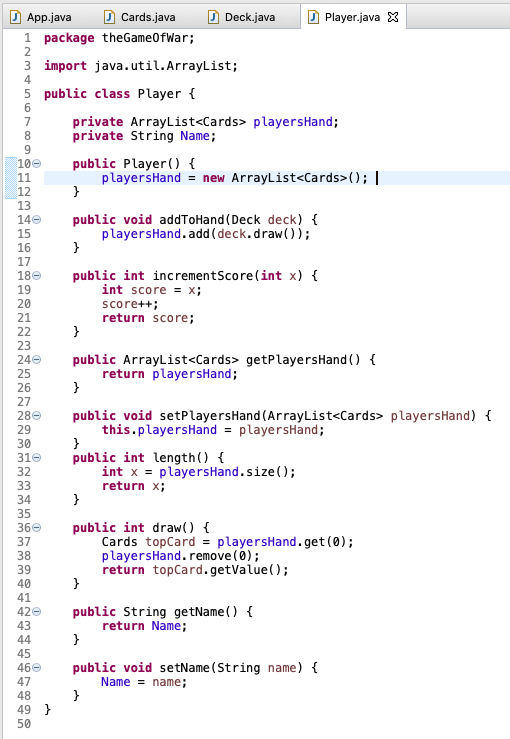 App.java Cards.java Deck.java Player.java
1 package theGameOfWar;
2
3 import java.util.ArrayList;
4
5 public class Player {
6
7     private ArrayList<Cards> playersHand;
8     private String Name;
9
10     public Player() {
11         playersHand = new ArrayList<Cards>();
12     }
13
14     public void addToHand(Deck deck) {
15         playersHand.add(deck.draw());
16     }
17
18     public int incrementScore(int x) {
19         int score = x;
20         score++;
21         return score;
22     }
23
24     public ArrayList<Cards> getPlayersHand() {
25         return playersHand;
26     }
27
28     public void setPlayersHand(ArrayList<Cards> playersHand) {
29         this.playersHand = playersHand;
30     }
31     public int length() {
32         int x = playersHand.size();
33         return x;
34     }
35
36     public int draw() {
37         Cards topCard = playersHand.get(0);
38         playersHand.remove(0);
39         return topCard.getValue();
40     }
41
42     public String getName() {
43         return Name;
44     }
45
46     public void setName(String name) {
47         Name = name;
48     }
49 }
50